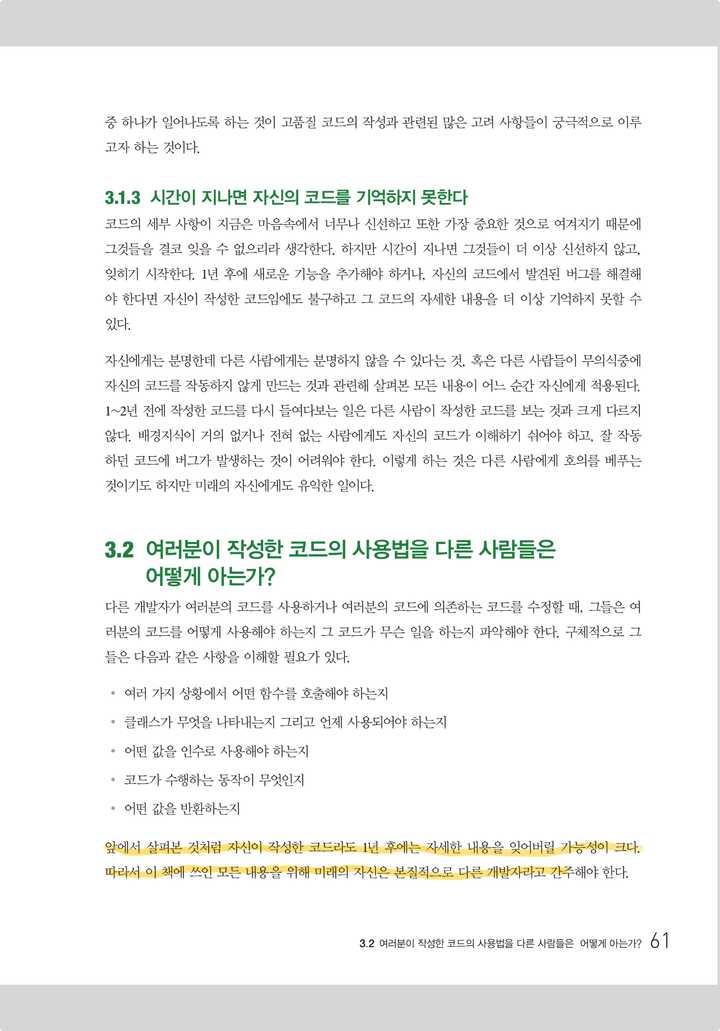 중 하나가 일어나도록 하는 것이 고품질 코드의 작성과 관련된 많은 고려 사항들이 궁극적으로 이루
고자 하는 것이다.
3.1.3 시간이 지나면 자신의 코드를 기억하지 못한다
코드의 세부 사항이 지금은 마음속에서 너무나 신선하고 또한 가장 중요한 것으로 여겨지기 때문에
그것들을 결코 잊을 수 없으리라 생각한다. 하지만 시간이 지나면 그것들이 더 이상 신선하지 않고,
잊히기 시작한다. 1년 후에 새로운 기능을 추가해야 하거나, 자신의 코드에서 발견된 버그를 해결해
야 한다면 자신이 작성한 코드임에도 불구하고 그 코드의 자세한 내용을 더 이상 기억하지 못할 수
있다.
자신에게는 분명한데 다른 사람에게는 분명하지 않을 수 있다는 것, 혹은 다른 사람들이 무의식중에
자신의 코드를 작동하지 않게 만드는 것과 관련해 살펴본 모든 내용이 어느 순간 자신에게 적용된다.
1~2년 전에 작성한 코드를 다시 들여다보는 일은 다른 사람이 작성한 코드를 보는 것과 크게 다르지
않다. 배경지식이 거의 없거나 전혀 없는 사람에게도 자신의 코드가 이해하기 쉬어야 하고, 잘 작동
하던 코드에 버그가 발생하는 것이 어려워야 한다. 이렇게 하는 것은 다른 사람에게 호의를 베푸는
것이기도 하지만 미래의 자신에게도 유익한 일이다.
3.2 여러분이 작성한 코드의 사용법을 다른 사람들은
어떻게 아는가?
다른 개발자가 여러분의 코드를 사용하거나 여러분의 코드에 의존하는 코드를 수정할 때, 그들은 여
러분의 코드를 어떻게 사용해야 하는지 그 코드가 무슨 일을 하는지 파악해야 한다. 구체적으로 그
들은 다음과 같은 사항을 이해할 필요가 있다.
• 여러 가지 상황에서 어떤 함수를 호출해야 하는지
• 클래스가 무엇을 나타내는지 그리고 언제 사용되어야 하는지
• 어떤 값을 인수로 사용해야 하는지
• 코드가 수행하는 동작이 무엇인지
• 어떤 값을 반환하는지
앞에서 살펴본 것처럼 자신이 작성한 코드라도 1년 후에는 자세한 내용을 잊어버릴 가능성이 크다.
따라서 이 책에 쓰인 모든 내용을 위해 미래의 자신은 본질적으로 다른 개발자라고 간주해야 한다.
3.2 여러분이 작성한 코드의 사용법을 다른 사람들은 어떻게 아는가? 61